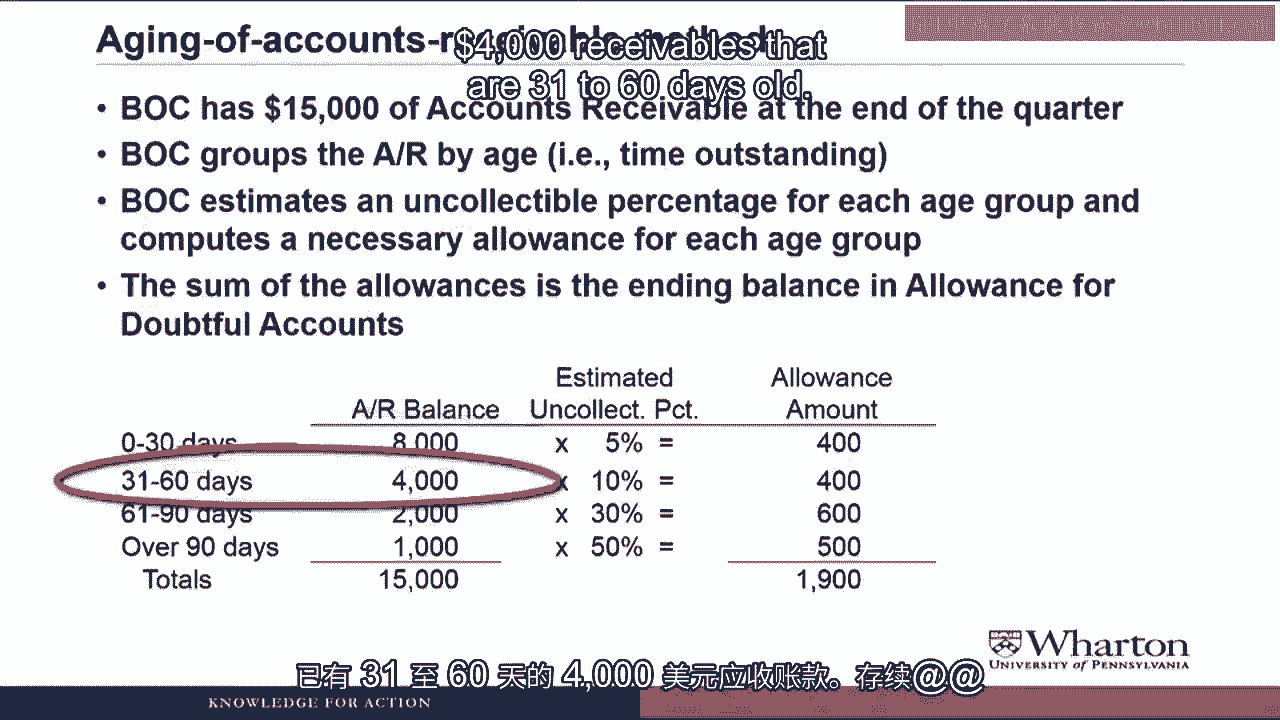 Aging-of-accounts-r
$4,000 receivables that
are 31 to 60 days old.
• BOC has $15,000 of Accounts Receivable at the end of the quarter
• BOC groups the A/R by age (i.e., time outstanding)
• BOC estimates an uncollectible percentage for each age group and
computes a necessary allowance for each age group
• The sum of the allowances is the ending balance in Allowance for
Doubtful Accounts
Estimated Allowance
A/R Balance Uncollect. Pct. Amount
0-30 days 8,000 x 5% = 400
31-60 days 4,000 x 10% = 400
61-90 days 2,000 x 30% = 600
Over 90 days 1,000 x 50% = 500
Totals 15,000 1,900
Wharton
UNIVERSITY of PENNSYLVANIA
已有 31 至 60 天的 4,000 美元应收账款。存续@@
KNOWLEDGE FOR ACTION